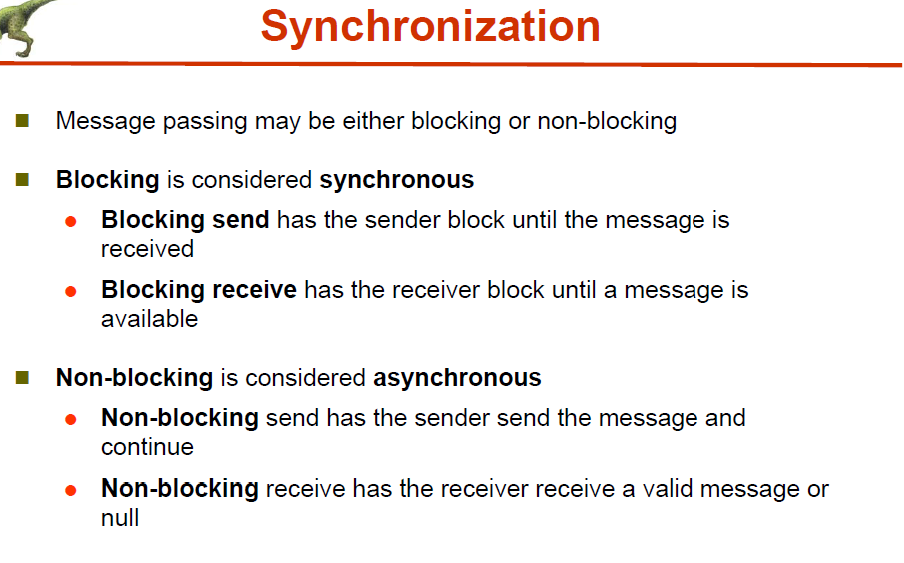 Synchronization
Message passing may be either blocking or non-blocking
Blocking is considered synchronous
Blocking send has the sender block until the message is
received
Blocking receive has the receiver block until a message is
available
Non-blocking is considered asynchronous
Non-blocking send has the sender send the message and
continue
Non-blocking receive has the receiver receive a valid message or
null